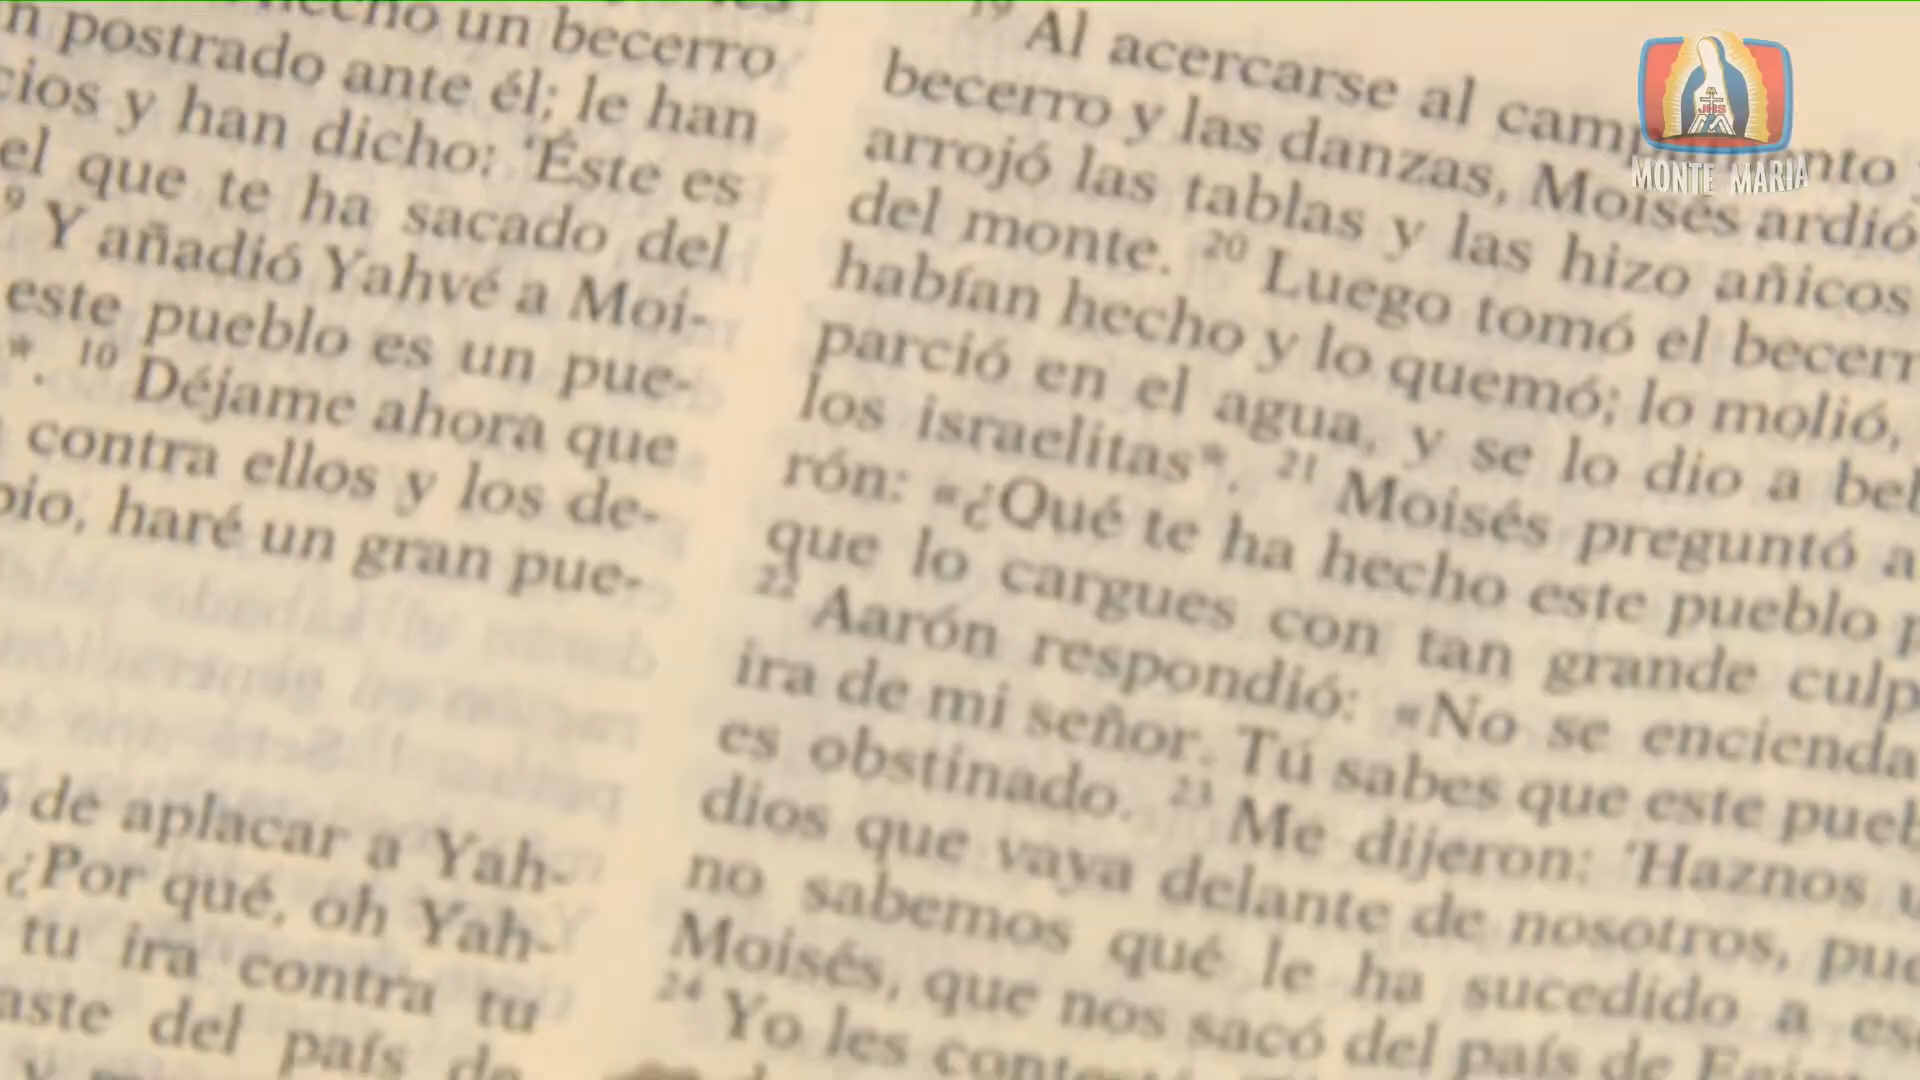 hecho un becerro
postrado ante él; le han
cios y han dicho: 'Éste es
el que te ha sacado del
9 Y añadió Yahvé a Moi-
este pueblo es un pue-
*. 10 Déjame ahora que
contra ellos y los de-
pio, haré un gran pue-
de aplacar a Yah-
¿Por qué, oh Yah-
tu ira contra tu
aste del país de
19 Al acercarse al
becerro y las danzas, Moisés ardió
arrojó las tablas y las hizo añicos
del monte. 20 Luego tomó el becerr
habían hecho y lo quemó; lo molió,
parció en el agua, y se lo dio a beb
los israelitas*. 21 Moisés preguntó a
rón: «¿Qué te ha hecho este pueblo p
que lo cargues con tan grande culp
22 Aarón respondió: «No se encienda
ira de mi señor. Tú sabes que este pueb
es obstinado. 23 Me dijeron: 'Haznos u
dios que vaya delante de nosotros, pue
no sabemos qué le ha sucedido a es
Moisés, que nos sacó del país de
24 Yo les
JHS
MONTE MARIA